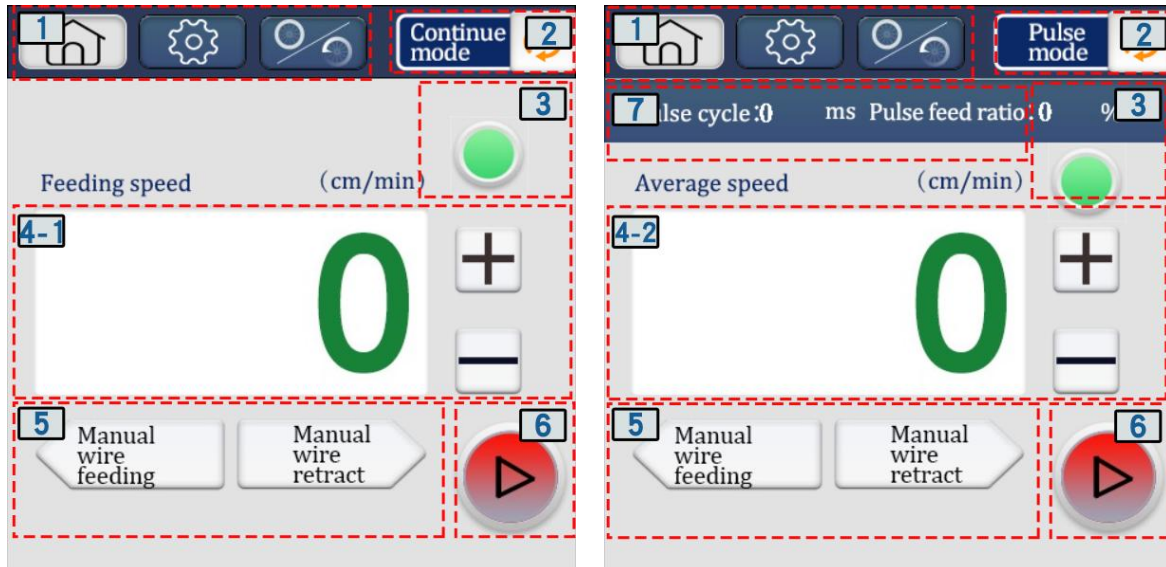 1
2
Continue
mode
3
Feeding speed
(cm/min)
4-1
0
5
Manual
wire
feeding
Manual
wire
retract
6
1
2
Pulse
mode
7
lse cycle:0 ms Pulse feed ratio:0 %
3
Average speed
(cm/min)
4-2
0
5
Manual
wire
feeding
Manual
wire
retract
6